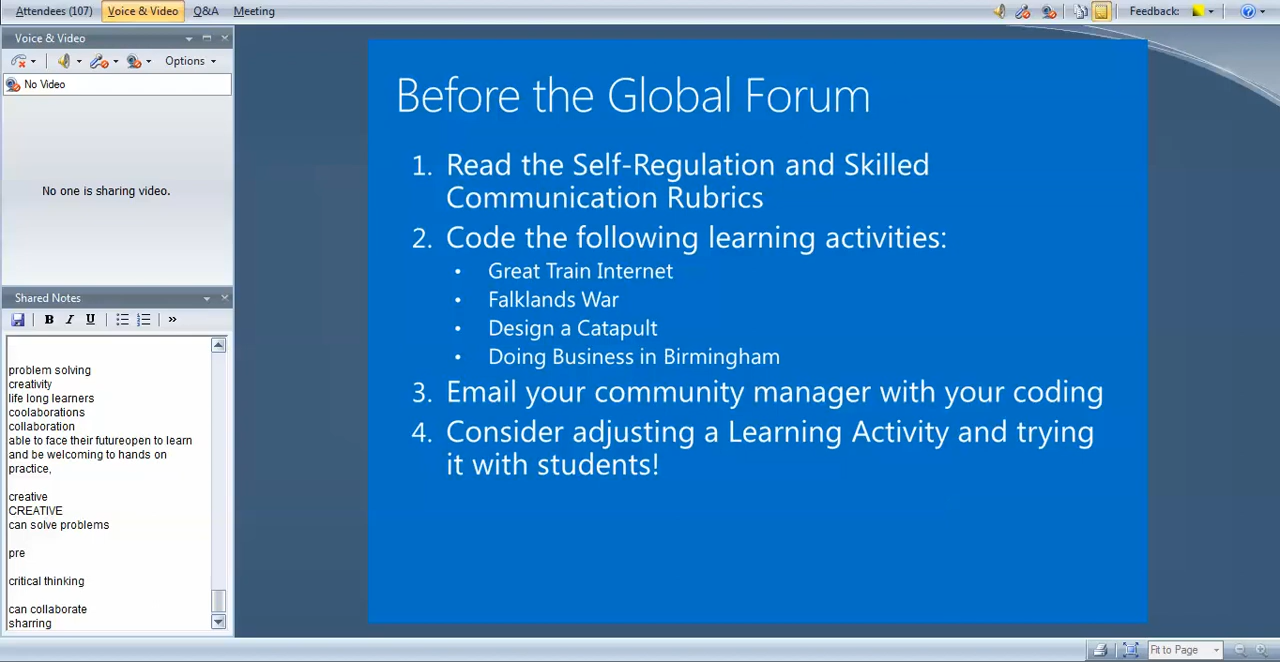 Attendees (107) Voice & Video Q&A Meeting Feedback:
Voice & Video
Options
No Video
No one is sharing video.
Shared Notes
B I U »
problem solving
creativity
life long learners
coolaborations
collaboration
able to face their futureopen to learn
and be welcoming to hands on
practice,
creative
CREATIVE
can solve problems
pre
critical thinking
can collaborate
sharring
Before the Global Forum
1. Read the Self-Regulation and Skilled
Communication Rubrics
2. Code the following learning activities:
• Great Train Internet
• Falklands War
• Design a Catapult
• Doing Business in Birmingham
3. Email your community manager with your coding
4. Consider adjusting a Learning Activity and trying
it with students!
Fit to Page